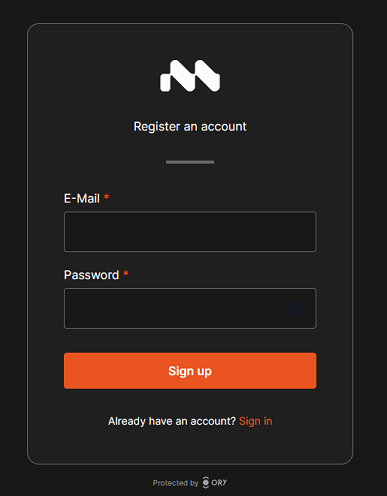 Register an account
E-Mail *
Password *
Sign up
Already have an account? Sign in
Protected by ORY